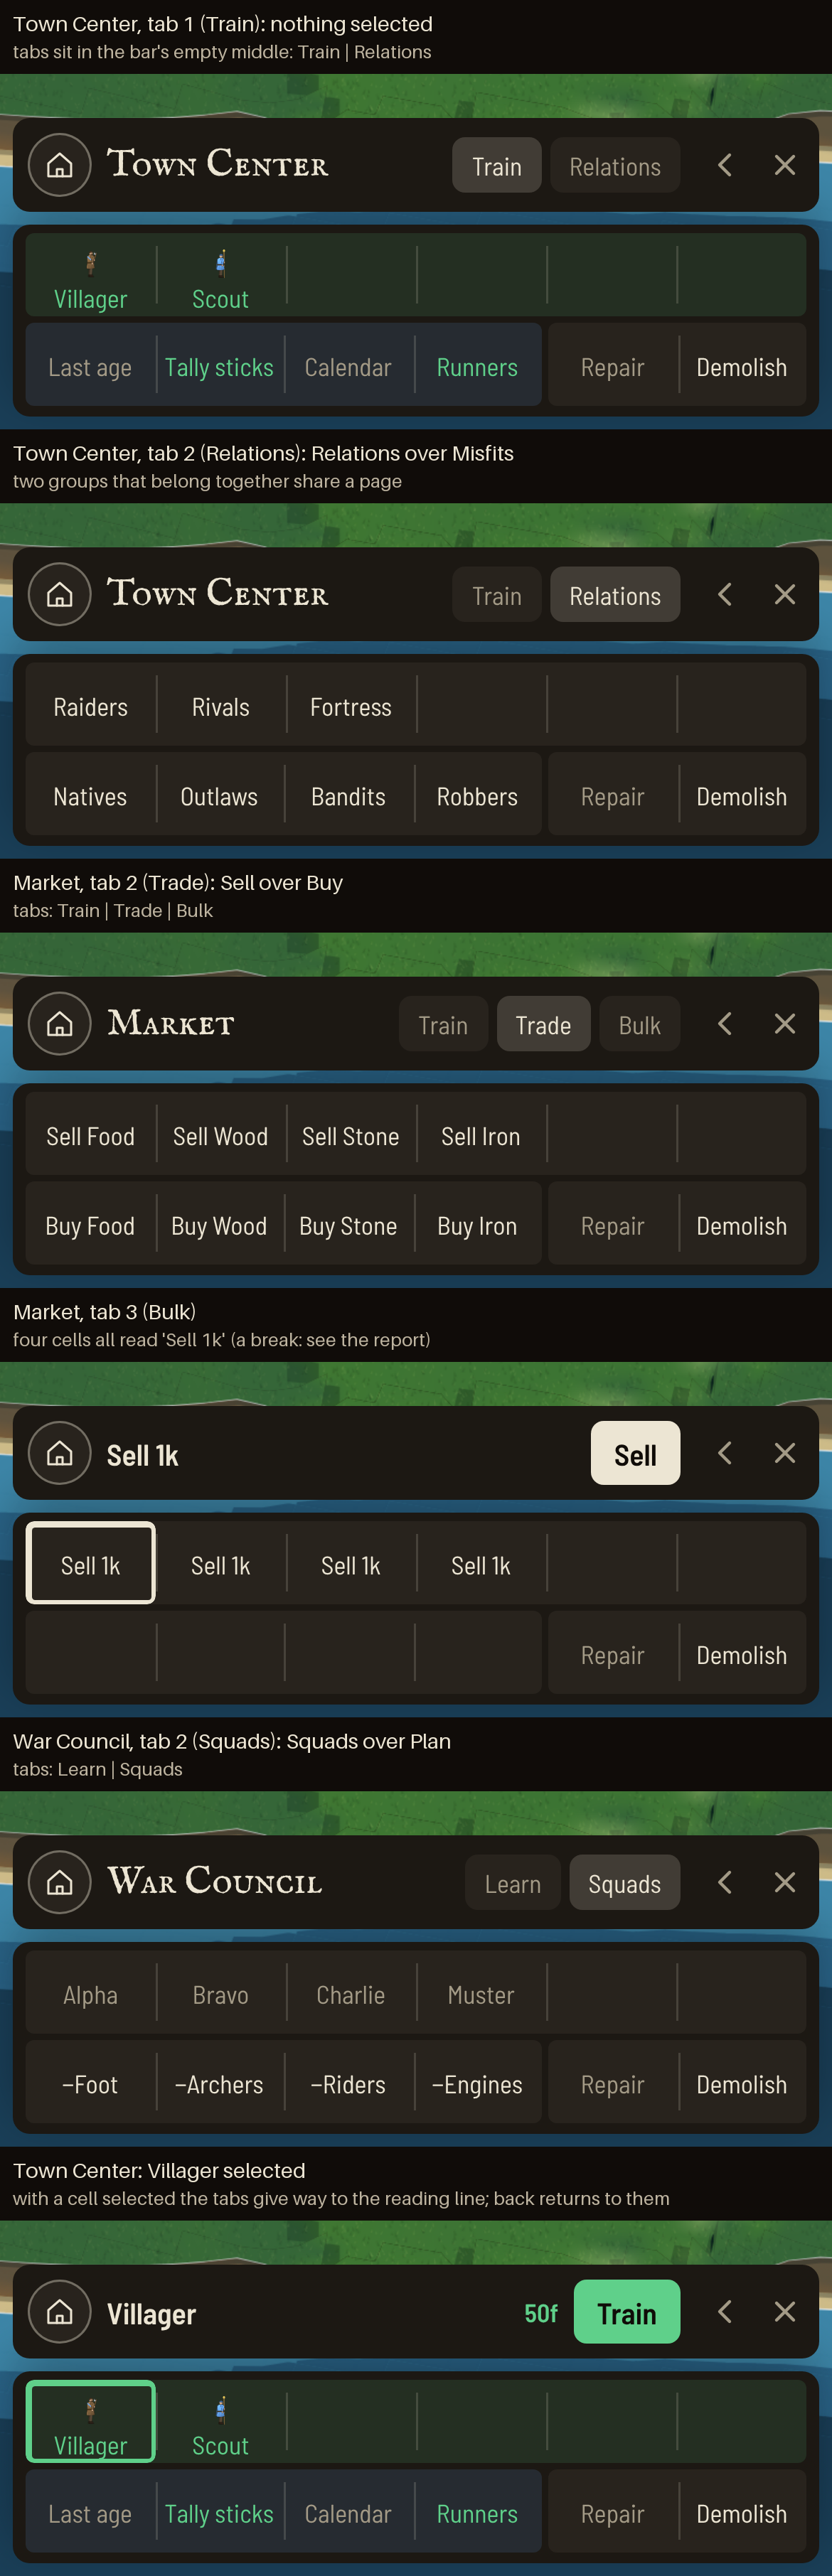 Town Center, tab 1 (Train): nothing selected
tabs sit in the bar's empty middle: Train | Relations
Town Center Train Relations
Villager Scout
Last age Tally sticks Calendar Runners Repair Demolish
Town Center, tab 2 (Relations): Relations over Misfits
two groups that belong together share a page
Town Center Train Relations
Raiders Rivals Fortress
Natives Outlaws Bandits Robbers Repair Demolish
Market, tab 2 (Trade): Sell over Buy
tabs: Train | Trade | Bulk
Market Train Trade Bulk
Sell Food Sell Wood Sell Stone Sell Iron
Buy Food Buy Wood Buy Stone Buy Iron Repair Demolish
Market, tab 3 (Bulk)
four cells all read 'Sell 1k' (a break: see the report)
Sell 1k Sell
Sell 1k Sell 1k Sell 1k Sell 1k
Repair Demolish
War Council, tab 2 (Squads): Squads over Plan
tabs: Learn | Squads
War Council Learn Squads
Alpha Bravo Charlie Muster
−Foot −Archers −Riders −Engines Repair Demolish
Town Center: Villager selected
with a cell selected the tabs give way to the reading line; back returns to them
Villager 50f Train
Villager Scout
Last age Tally sticks Calendar Runners Repair Demolish